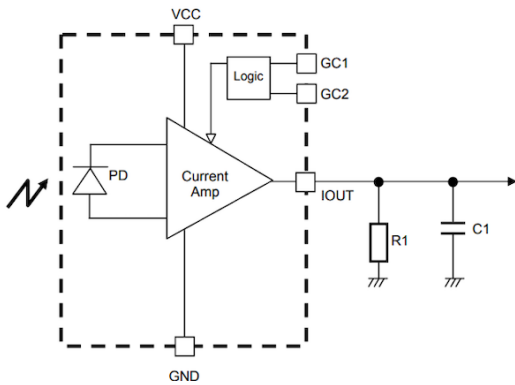 VCC
GC1
Logic
GC2
PD
Current
Amp
IOUT
R1
C1
GND